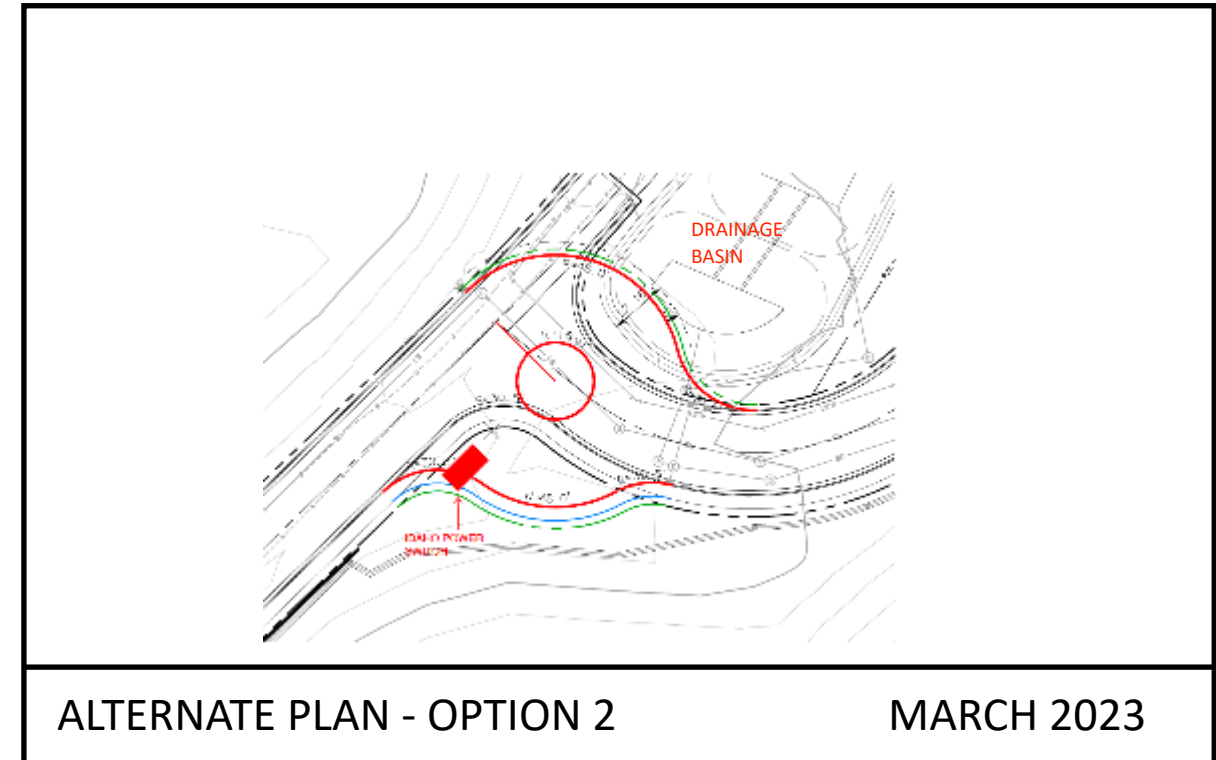 DRAINAGE
BASIN
IDAHO POWER
SWITCH
ALTERNATE PLAN - OPTION 2
MARCH 2023